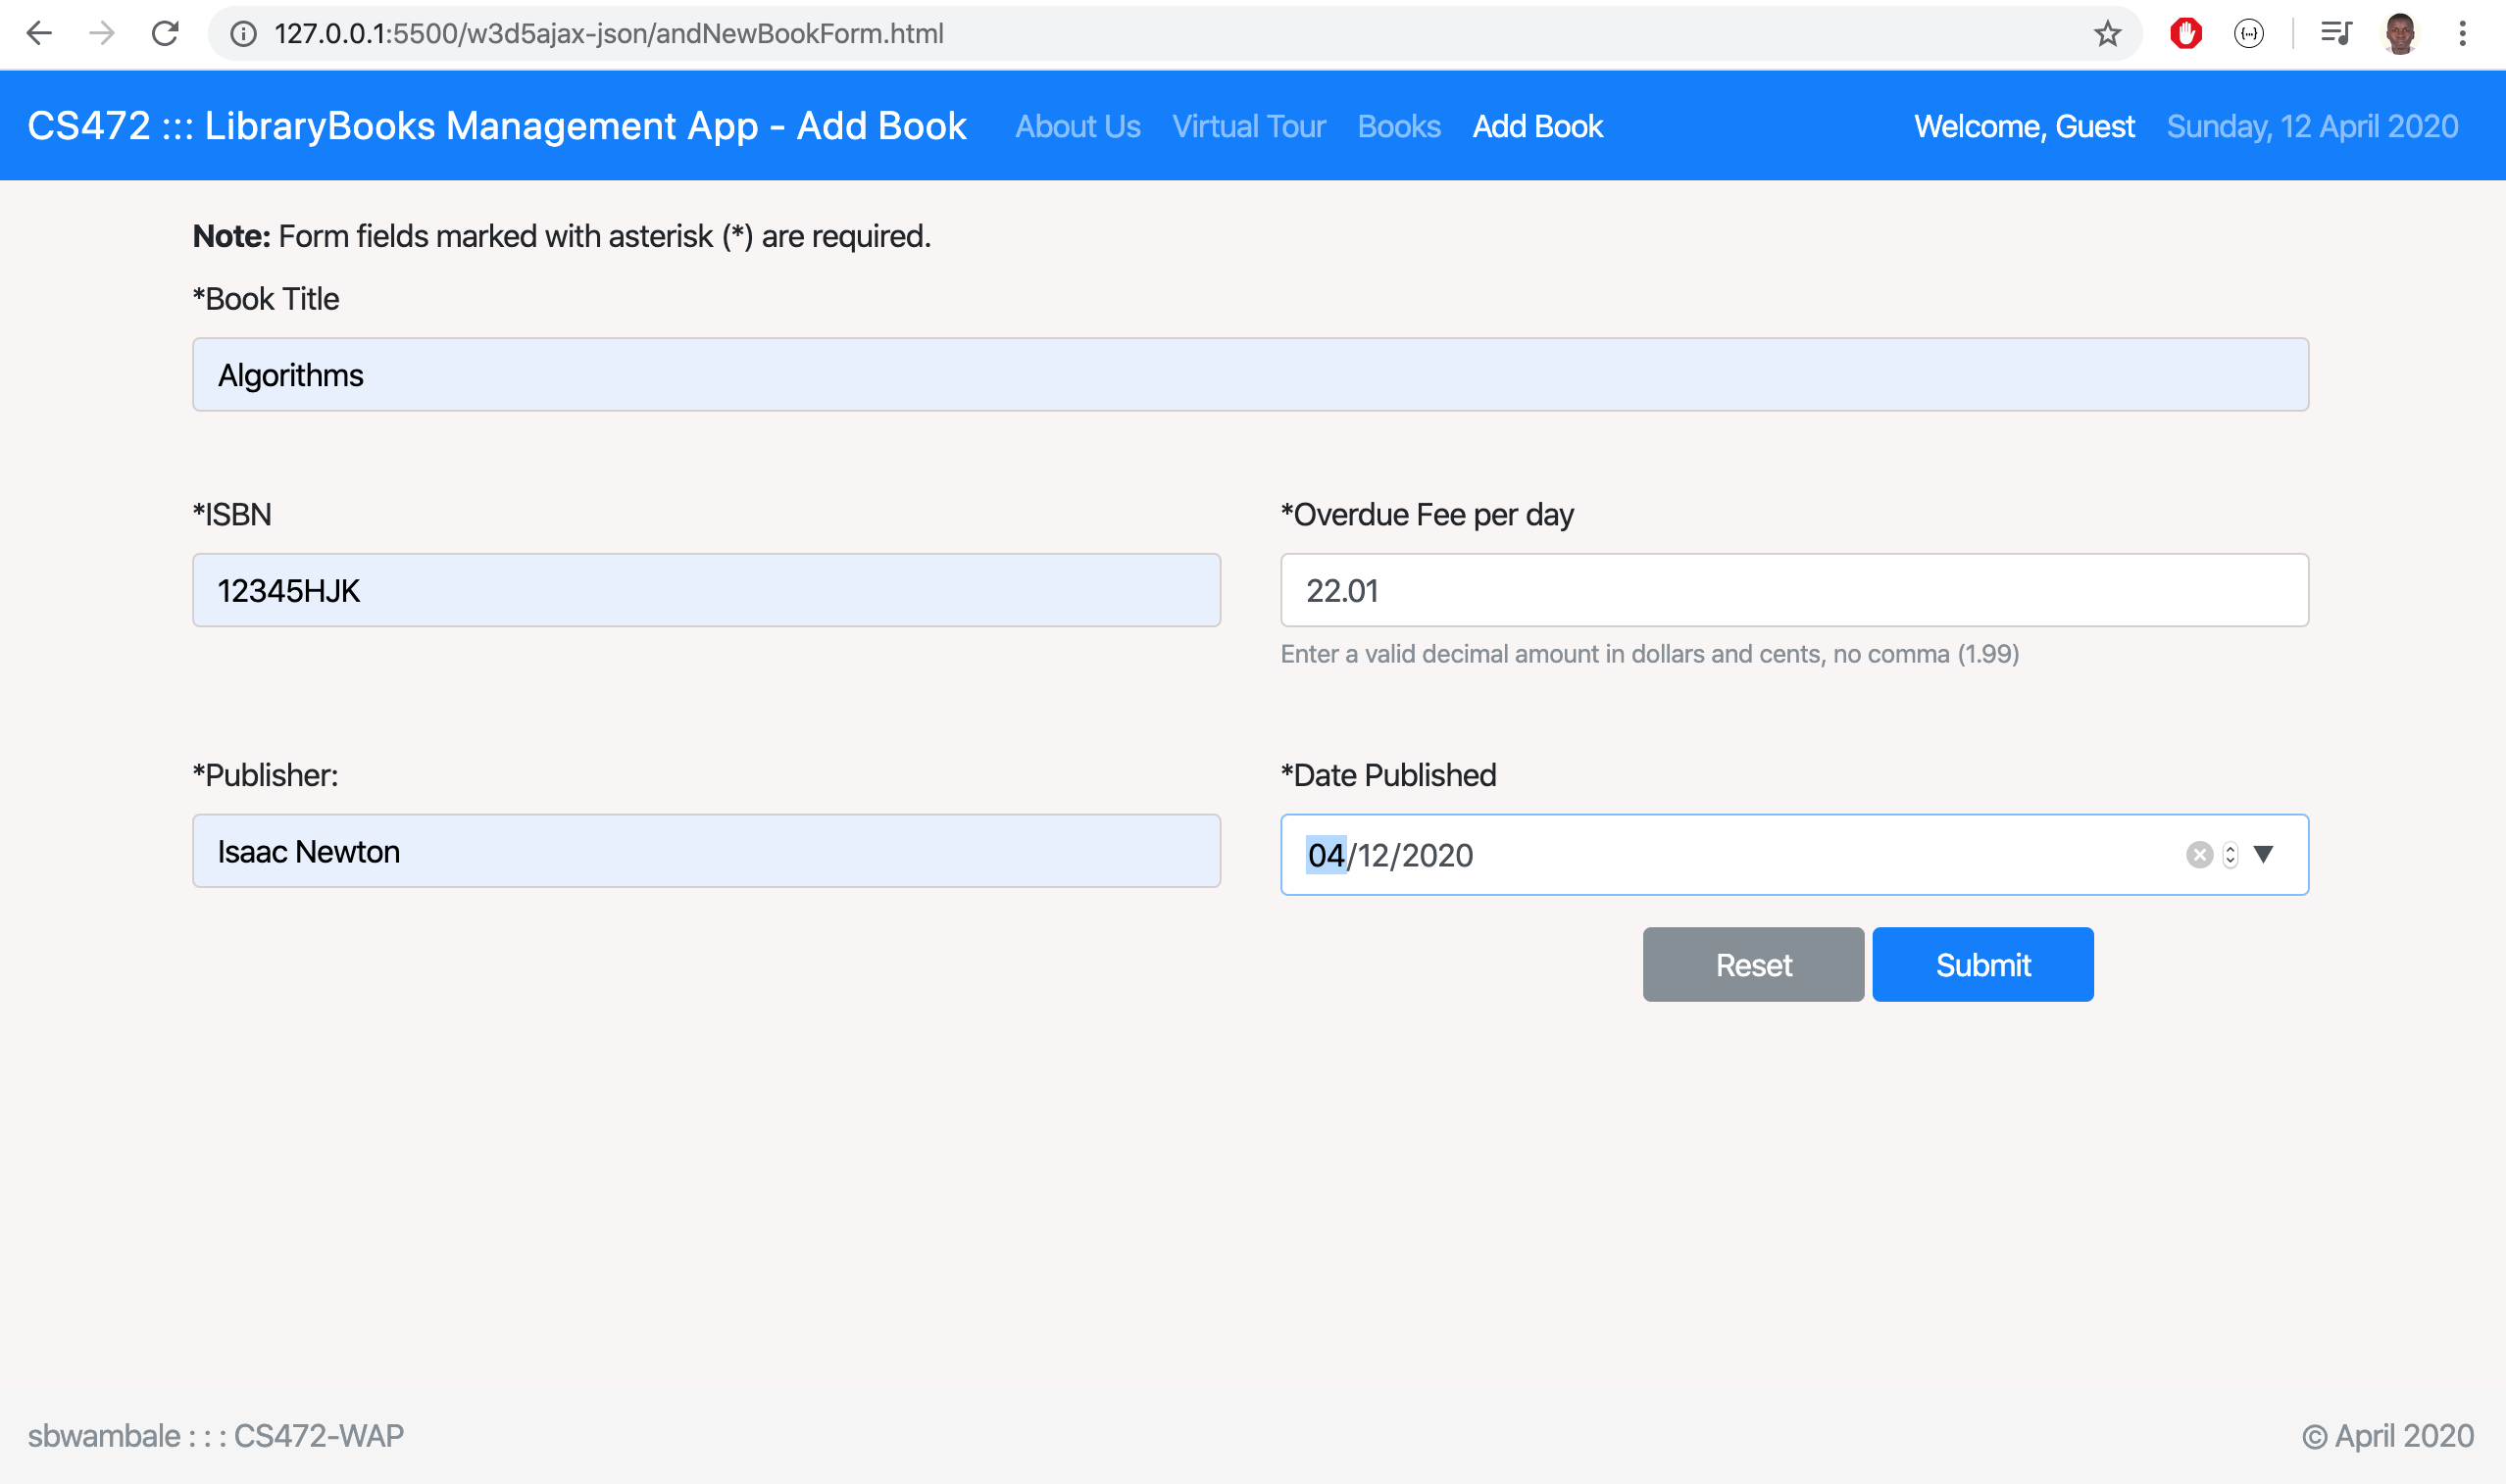 127.0.0.1:5500/w3d5ajax-json/andNewBookForm.html
CS472 ::: LibraryBooks Management App - Add Book About Us Virtual Tour Books Add Book Welcome, Guest Sunday, 12 April 2020
Note: Form fields marked with asterisk (*) are required.
*Book Title
Algorithms
*ISBN *Overdue Fee per day
12345HJK 22.01
Enter a valid decimal amount in dollars and cents, no comma (1.99)
*Publisher: *Date Published
Isaac Newton 04/12/2020
Reset Submit
sbwambale : : : CS472-WAP © April 2020